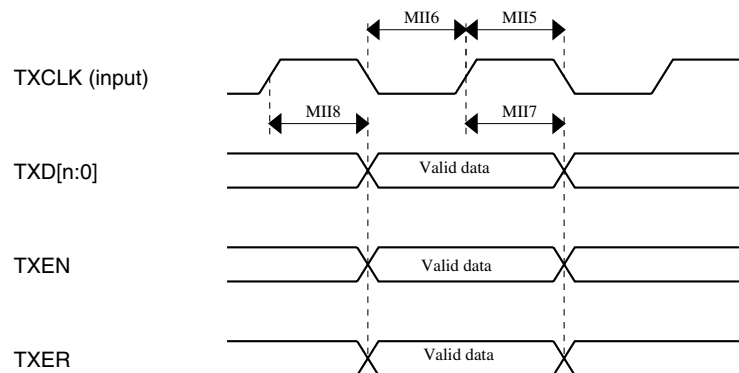 MII6 MII5
TXCLK (input)
MII8 MII7
TXD[n:0] Valid data
TXEN Valid data
TXER Valid data